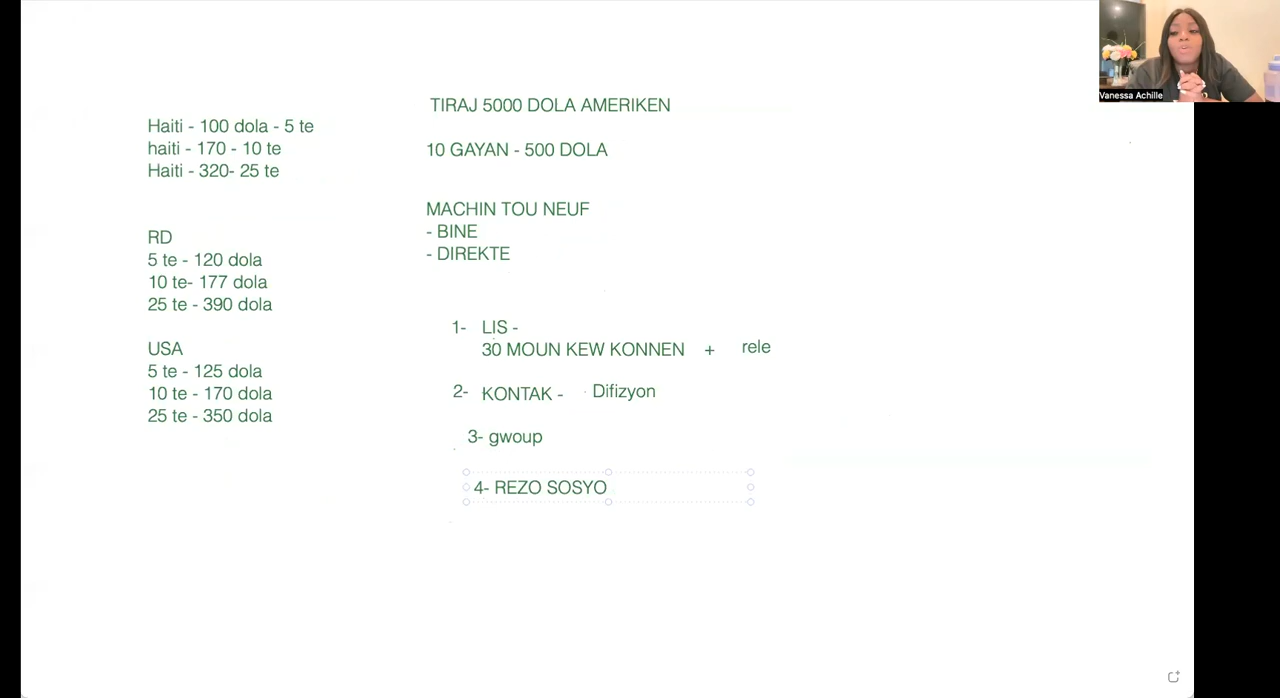 Haiti - 100 dola - 5 te
haiti - 170 - 10 te
Haiti - 320- 25 te
RD
5 te - 120 dola
10 te- 177 dola
25 te - 390 dola
USA
5 te - 125 dola
10 te - 170 dola
25 te - 350 dola
TIRAJ 5000 DOLA AMERIKEN
10 GAYAN - 500 DOLA
MACHIN TOU NEUF
- BINE
- DIREKTE
1- LIS -
30 MOUN KEW KONNEN + rele
2- KONTAK - Difizyon
3- gwoup
4- REZO SOSYO
Vanessa Achille